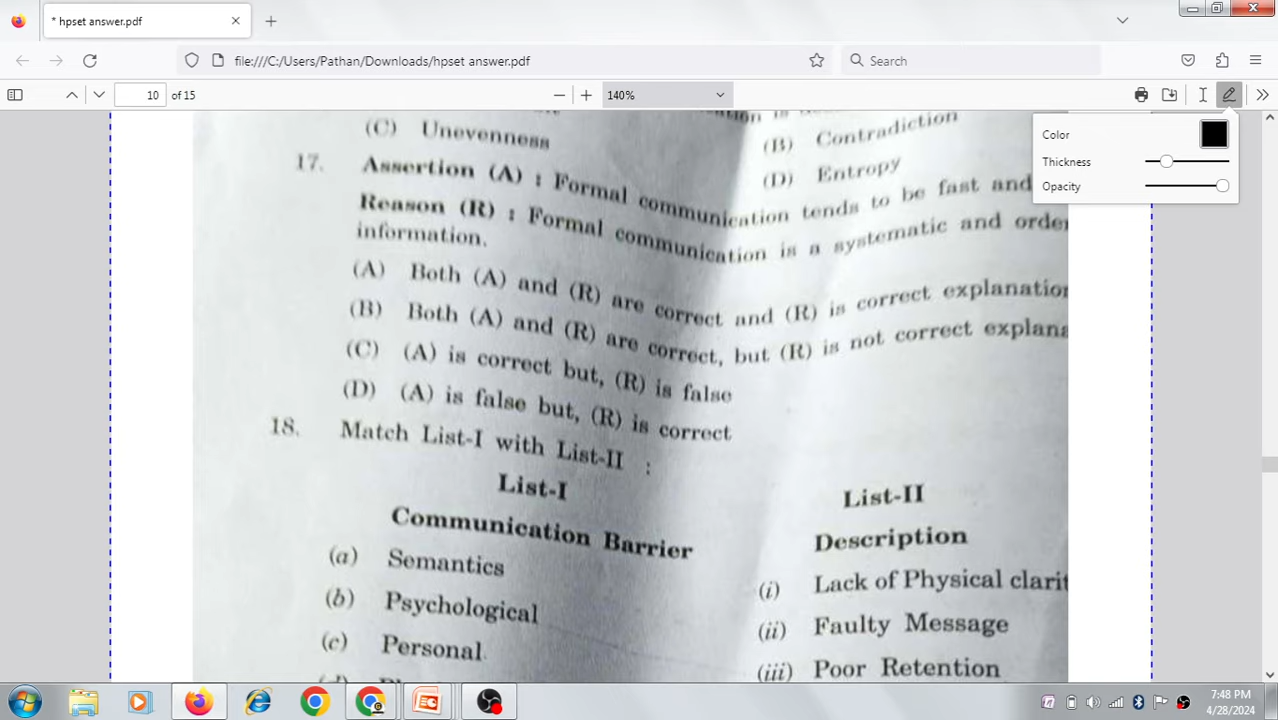 * hpset answer.pdf
file:///C:/Users/Pathan/Downloads/hpset answer.pdf
Search
10 of 15
140%
Color
Thickness
Opacity
(C) Unevenness
(B) Contradiction
(D) Entropy
17. Assertion (A) : Formal communication tends to be fast and
Reason (R) : Formal communication is a systematic and
information.
(A) Both (A) and (R) are correct and (R) is correct
(B) Both (A) and (R) are correct, but (R) is not correct
(C) (A) is correct but, (R) is false
(D) (A) is false but, (R) is correct
18. Match List-I with List-II :
List-I
List-II
Communication Barrier
Description
(a) Semantics
(i) Lack of Physical
(b) Psychological
(ii) Faulty Message
(c) Personal
(iii) Poor Retention
7:48 PM
4/28/2024